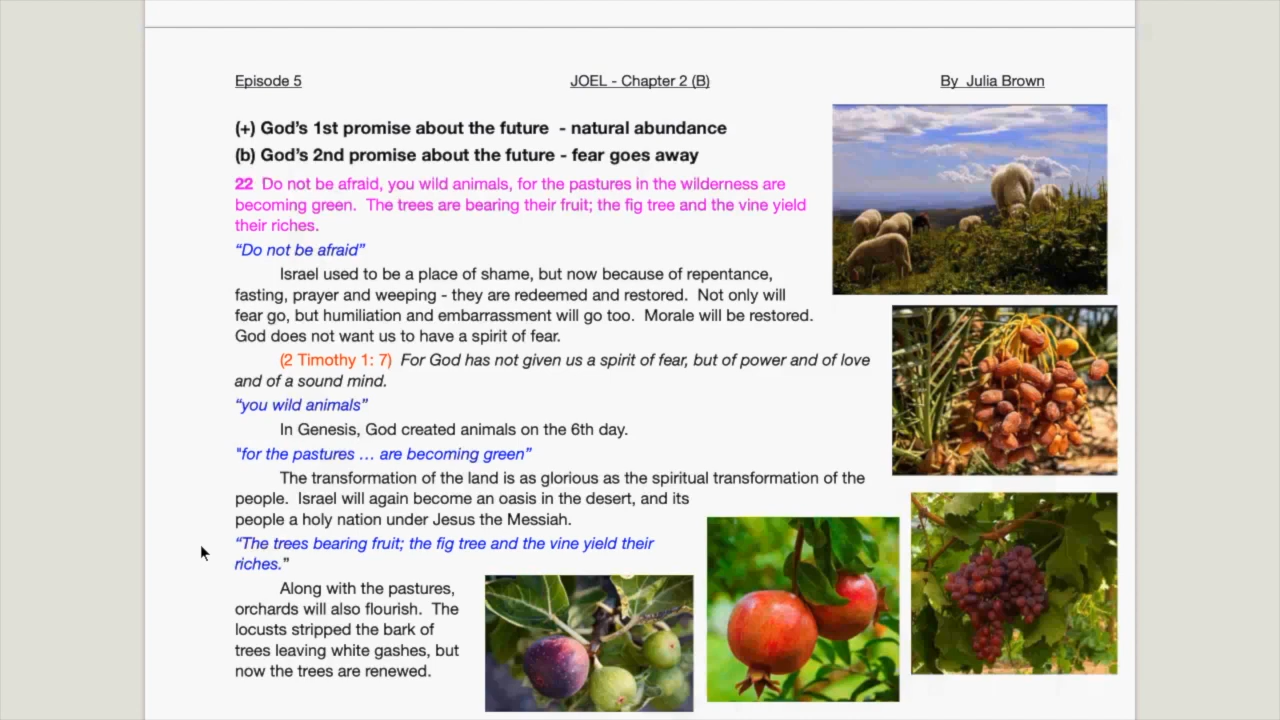 Episode 5 JOEL - Chapter 2 (B) By Julia Brown
(+) God's 1st promise about the future - natural abundance
(b) God's 2nd promise about the future - fear goes away
22 Do not be afraid, you wild animals, for the pastures in the wilderness are
becoming green. The trees are bearing their fruit; the fig tree and the vine yield
their riches.
“Do not be afraid”
Israel used to be a place of shame, but now because of repentance,
fasting, prayer and weeping - they are redeemed and restored. Not only will
fear go, but humiliation and embarrassment will go too. Morale will be restored.
God does not want us to have a spirit of fear.
(2 Timothy 1: 7) For God has not given us a spirit of fear, but of power and of love
and of a sound mind.
“you wild animals”
In Genesis, God created animals on the 6th day.
"for the pastures … are becoming green”
The transformation of the land is as glorious as the spiritual transformation of the
people. Israel will again become an oasis in the desert, and its
people a holy nation under Jesus the Messiah.
“The trees bearing fruit; the fig tree and the vine yield their
riches.”
Along with the pastures,
orchards will also flourish. The
locusts stripped the bark of
trees leaving white gashes, but
now the trees are renewed.